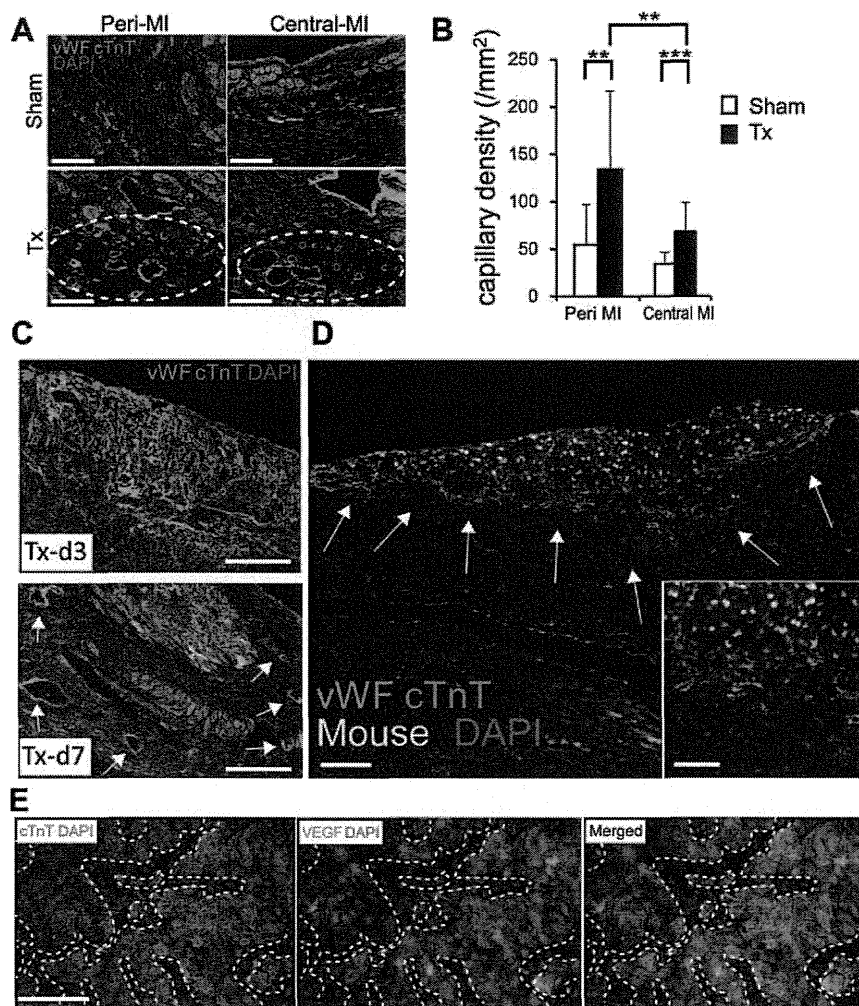 A
Peri-MI Central-MI
vWF cTnT
DAPI
Sham
Tx
B
capillary density (/mm²)
250
200
150
100
50
0
** ***
**
Peri MI Central MI
Sham
Tx
C
vWF cTnT DAPI
Tx-d3
Tx-d7
D
vWF cTnT
Mouse DAPI
E
cTnT DAPI
VEGF DAPI
Merged